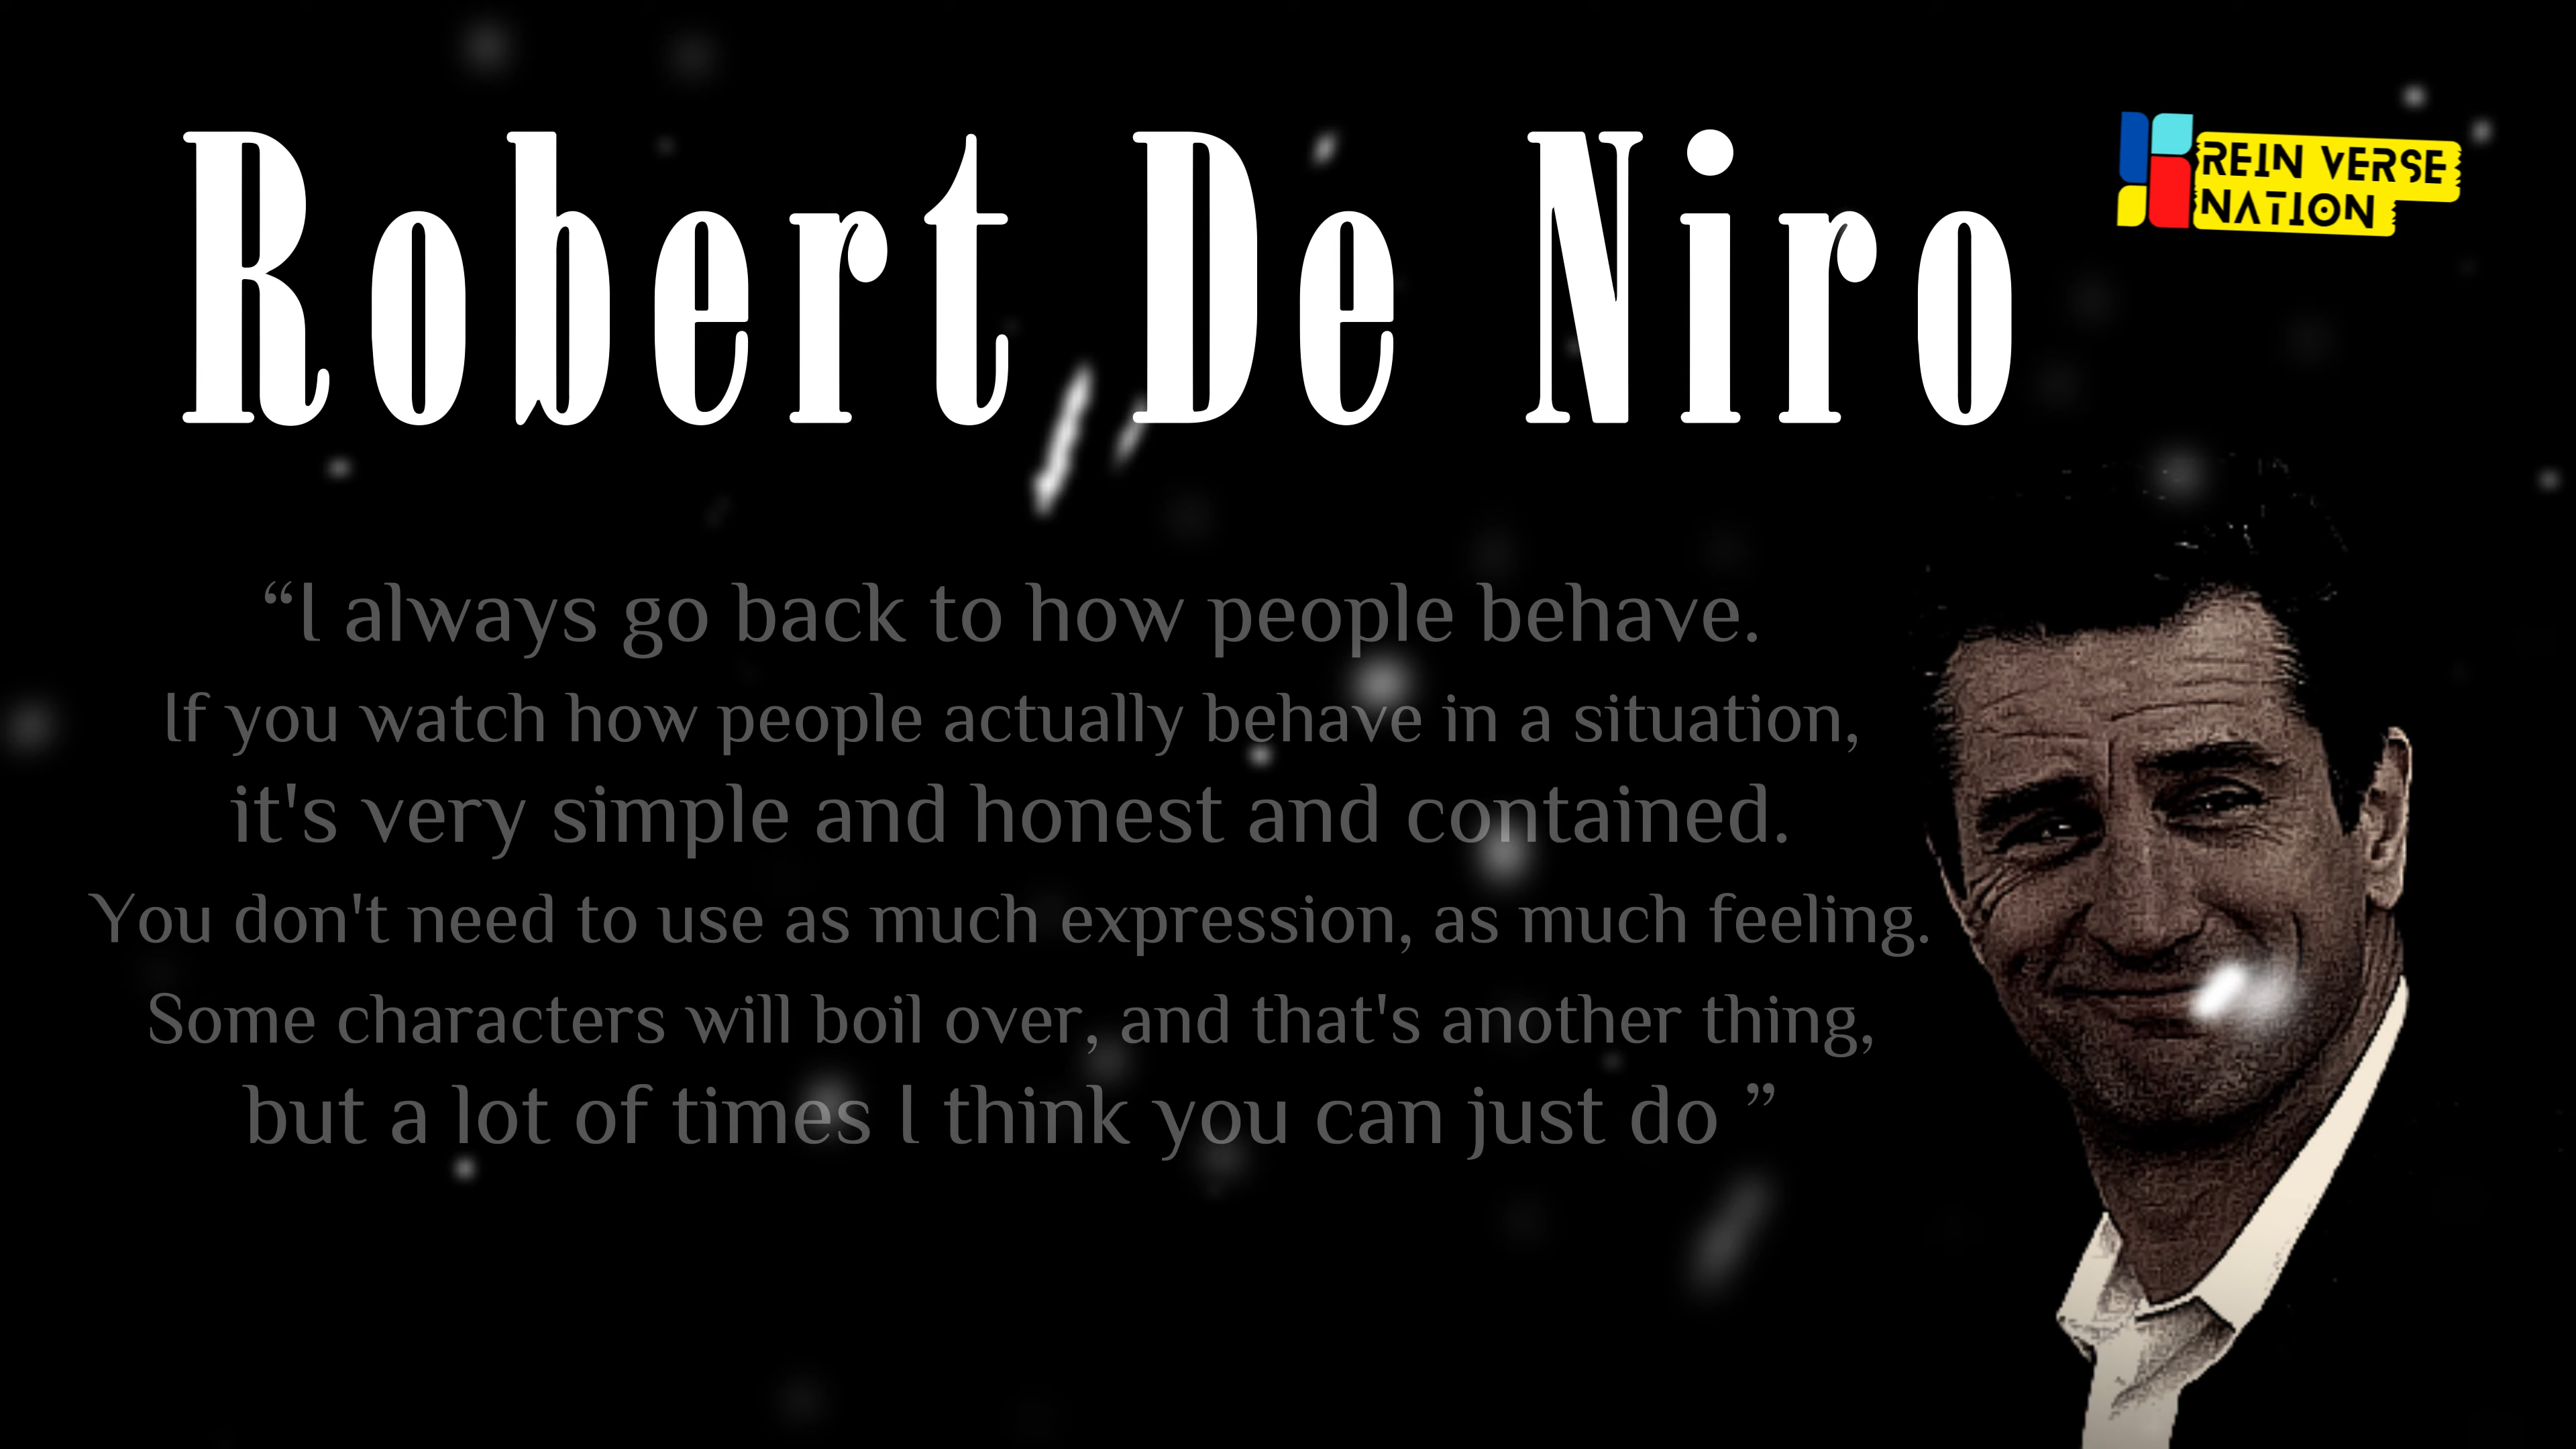 Robert De Niro
REIN VERSE
NATION
“I always go back to how people behave.
If you watch how people actually behave in a situation,
it's very simple and honest and contained.
You don't need to use as much expression, as much feeling.
Some characters will boil over, and that's another thing,
but a lot of times I think you can just do ”